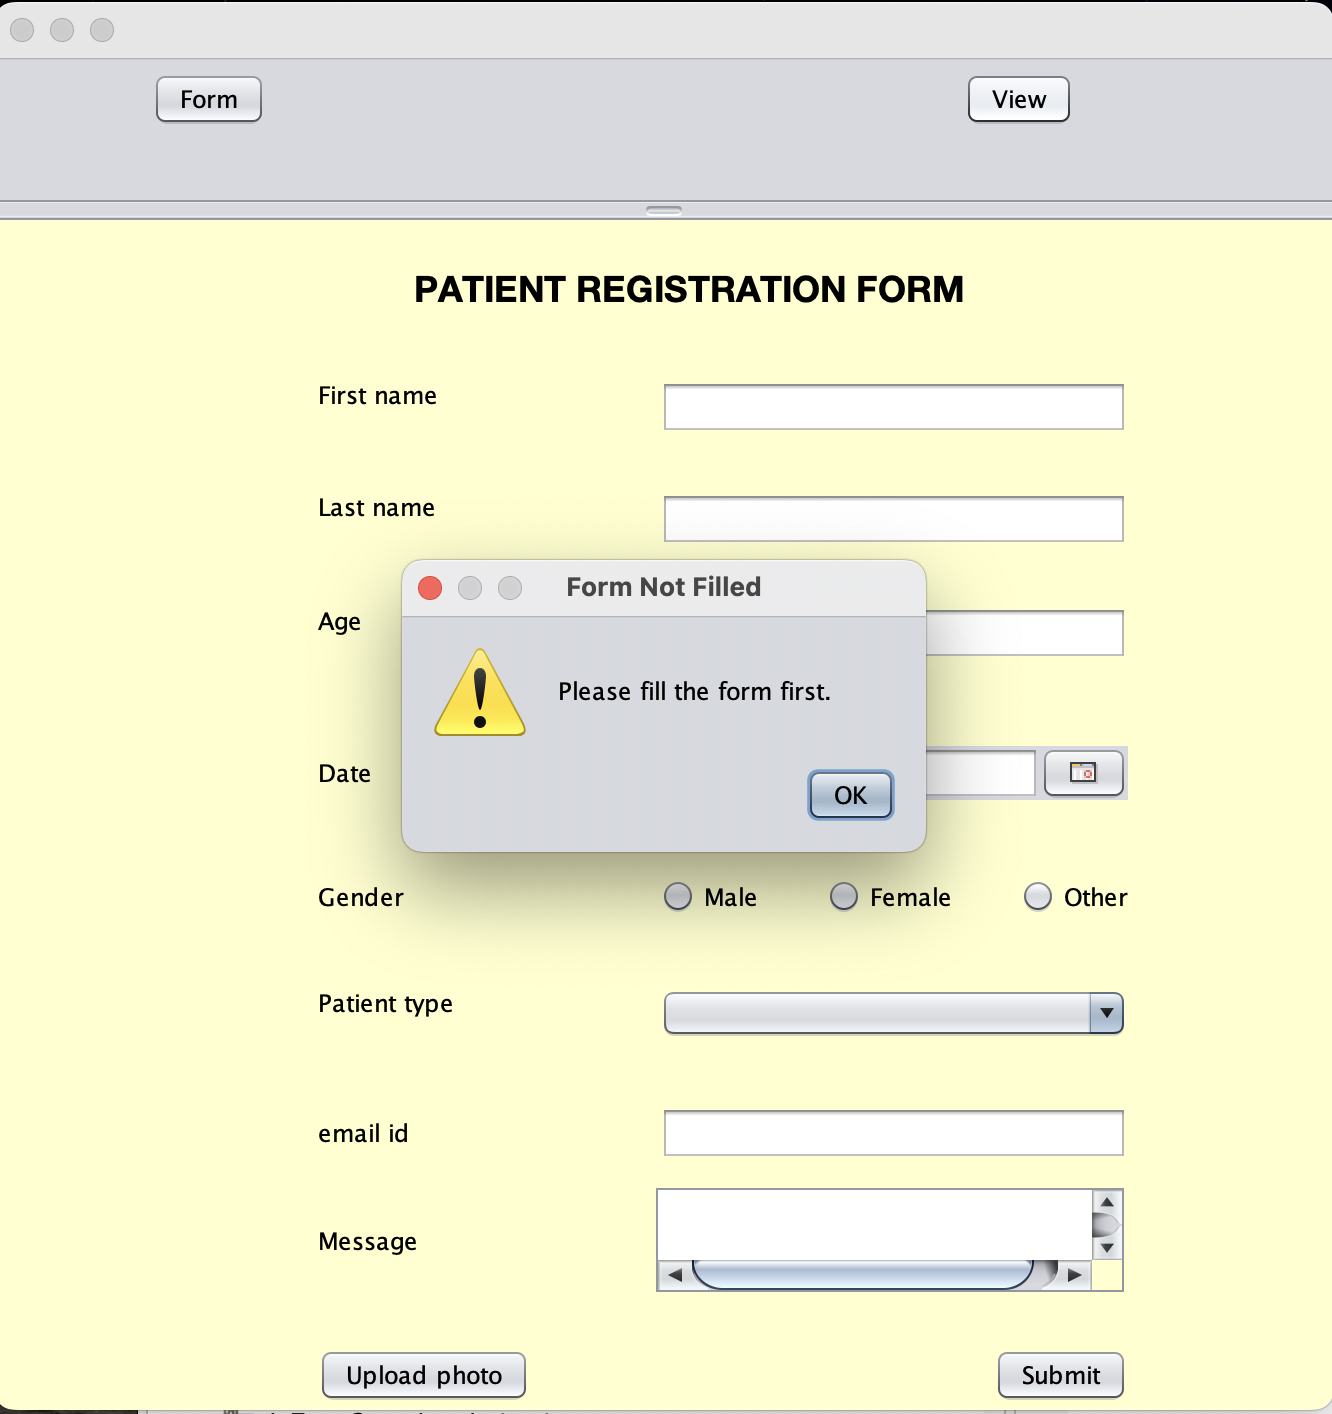 Form
View
PATIENT REGISTRATION FORM
First name
Last name
Form Not Filled
Age
Please fill the form first.
Date
OK
Gender
Male
Female
Other
Patient type
email id
Message
Upload photo
Submit